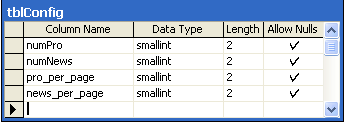 tblConfig
Column Name Data Type Length Allow Nulls
numPro smallint 2 ✓
numNews smallint 2 ✓
pro_per_page smallint 2 ✓
news_per_page smallint 2 ✓